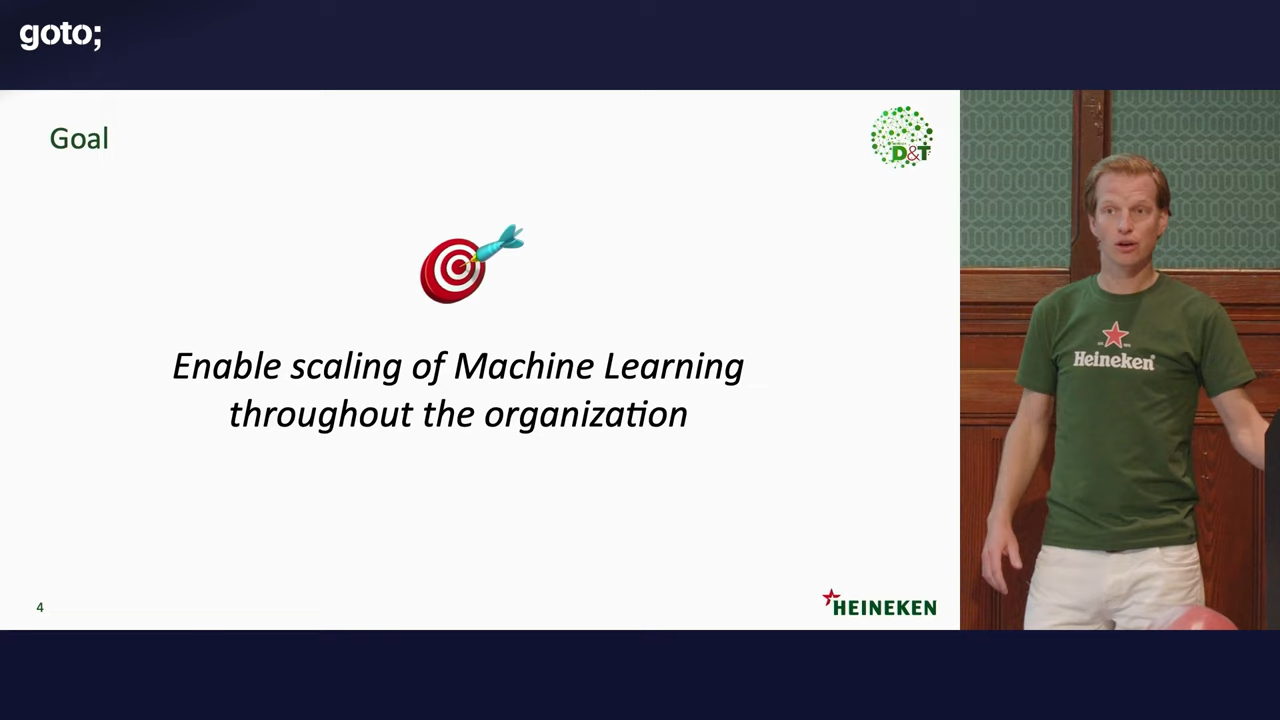 goto;
Goal
D&T
Enable scaling of Machine Learning
throughout the organization
4
HEINEKEN
Heineken